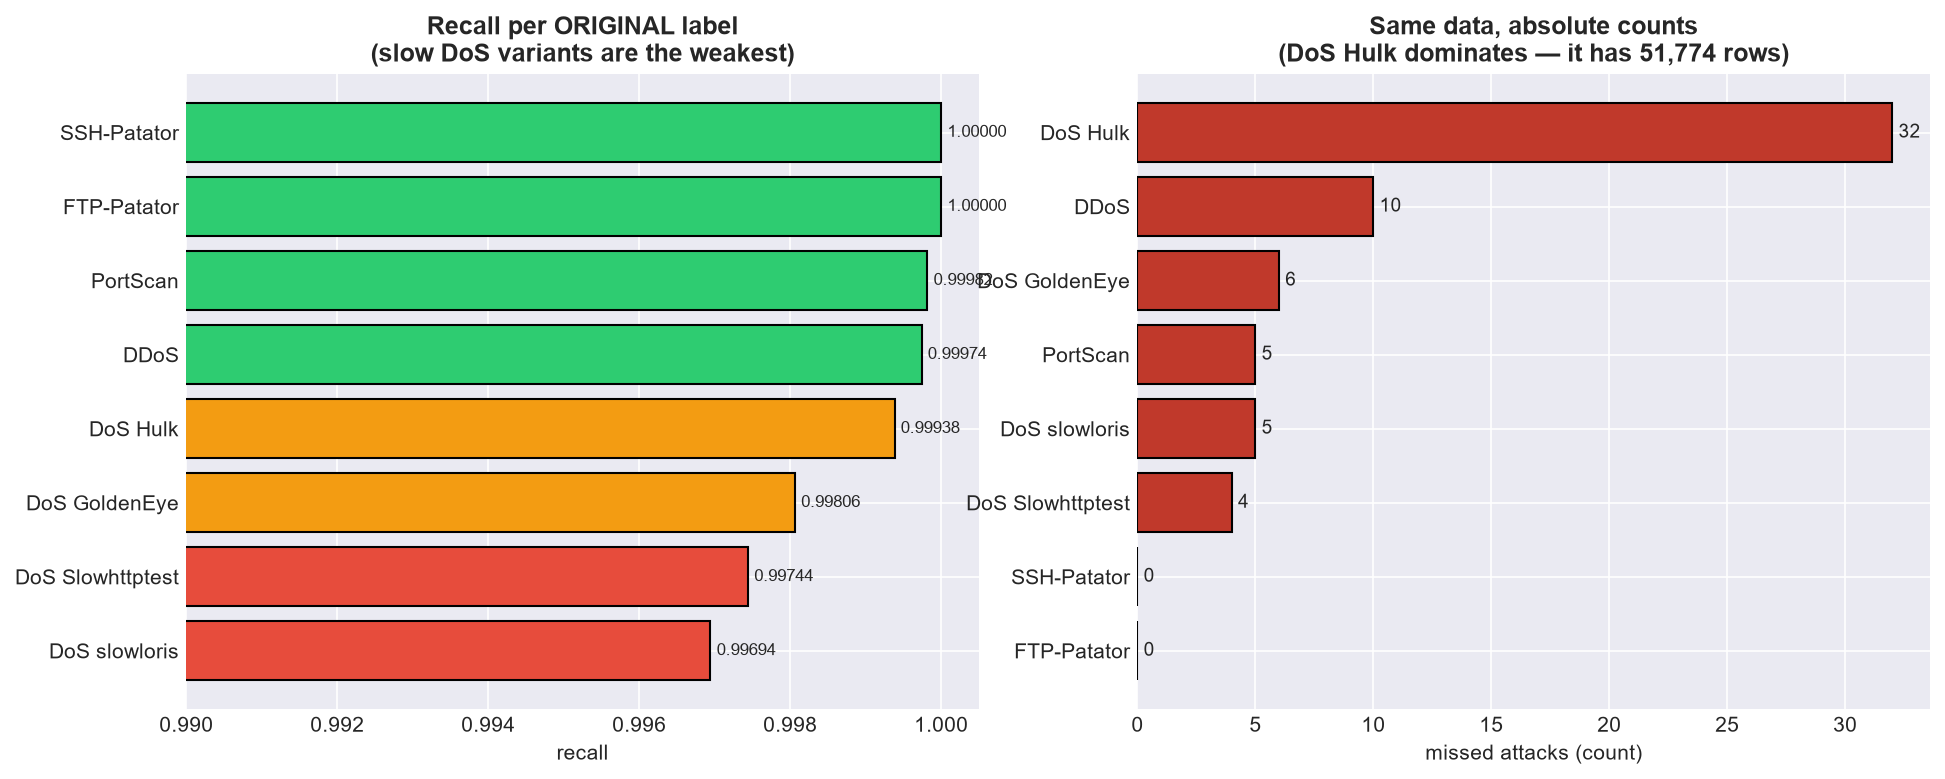 Recall per ORIGINAL label
(slow DoS variants are the weakest)
SSH-Patator
1.00000
FTP-Patator
1.00000
PortScan
0.99982
DDoS
0.99974
DoS Hulk
0.99938
DoS GoldenEye
0.99806
DoS Slowhttptest
0.99744
DoS slowloris
0.99694
0.990 0.992 0.994 0.996 0.998 1.000
recall
Same data, absolute counts
(DoS Hulk dominates — it has 51,774 rows)
DoS Hulk
32
DDoS
10
DoS GoldenEye
6
PortScan
5
DoS slowloris
5
DoS Slowhttptest
4
SSH-Patator
0
FTP-Patator
0
0 5 10 15 20 25 30
missed attacks (count)